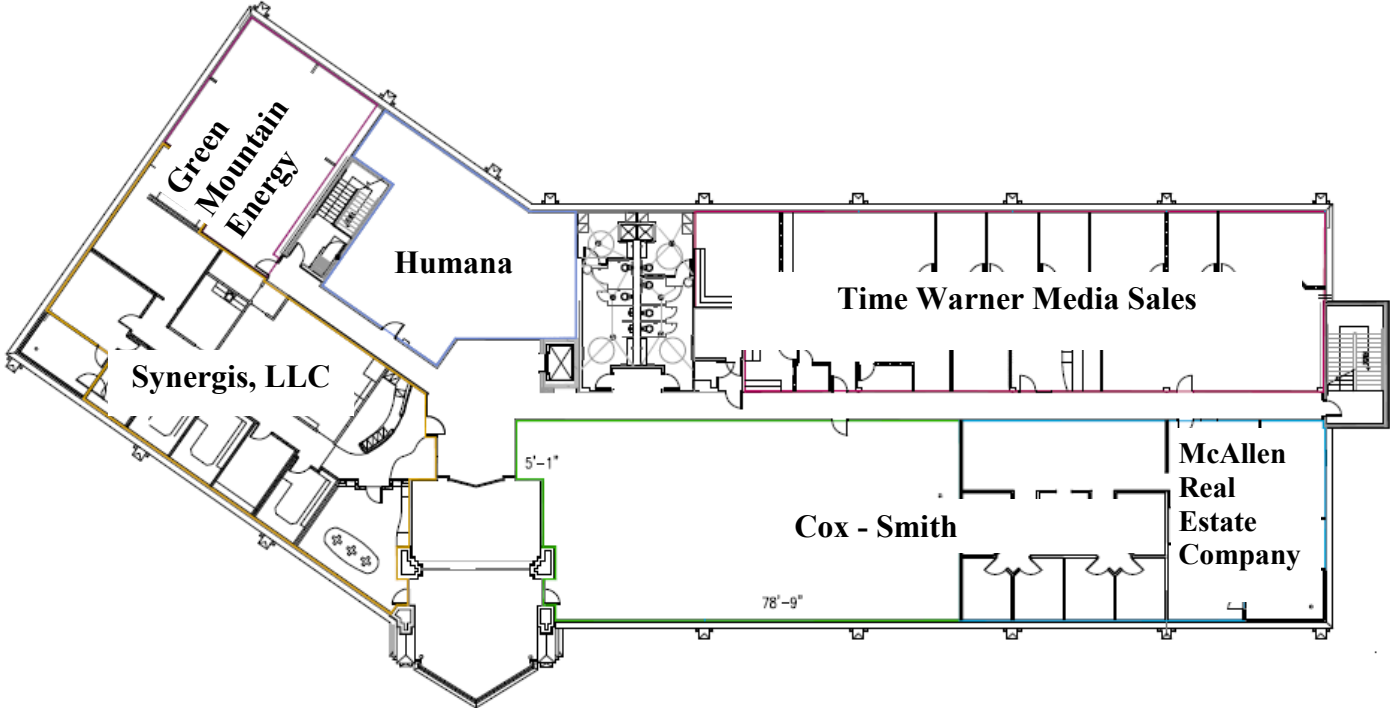 Green
Mountain
Energy
Humana
Time Warner Media Sales
Synergis, LLC
5'-1"
McAllen
Real
Estate
Company
Cox - Smith
78'-9"